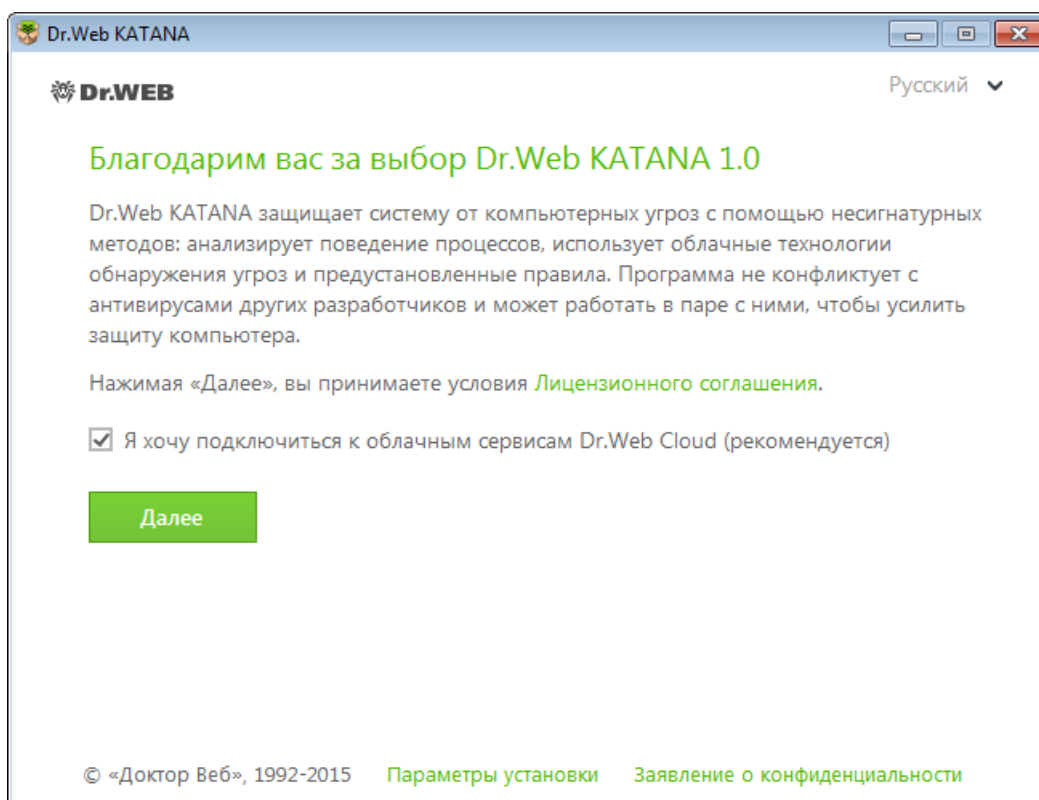 Dr.Web KATANA
Dr.WEB
Русский
Благодарим вас за выбор Dr.Web KATANA 1.0
Dr.Web KATANA защищает систему от компьютерных угроз с помощью несигнатурных
методов: анализирует поведение процессов, использует облачные технологии
обнаружения угроз и предустановленные правила. Программа не конфликтует с
антивирусами других разработчиков и может работать в паре с ними, чтобы усилить
защиту компьютера.
Нажимая «Далее», вы принимаете условия Лицензионного соглашения.
Я хочу подключиться к облачным сервисам Dr.Web Cloud (рекомендуется)
Далее
© «Доктор Веб», 1992-2015 Параметры установки Заявление о конфиденциальности